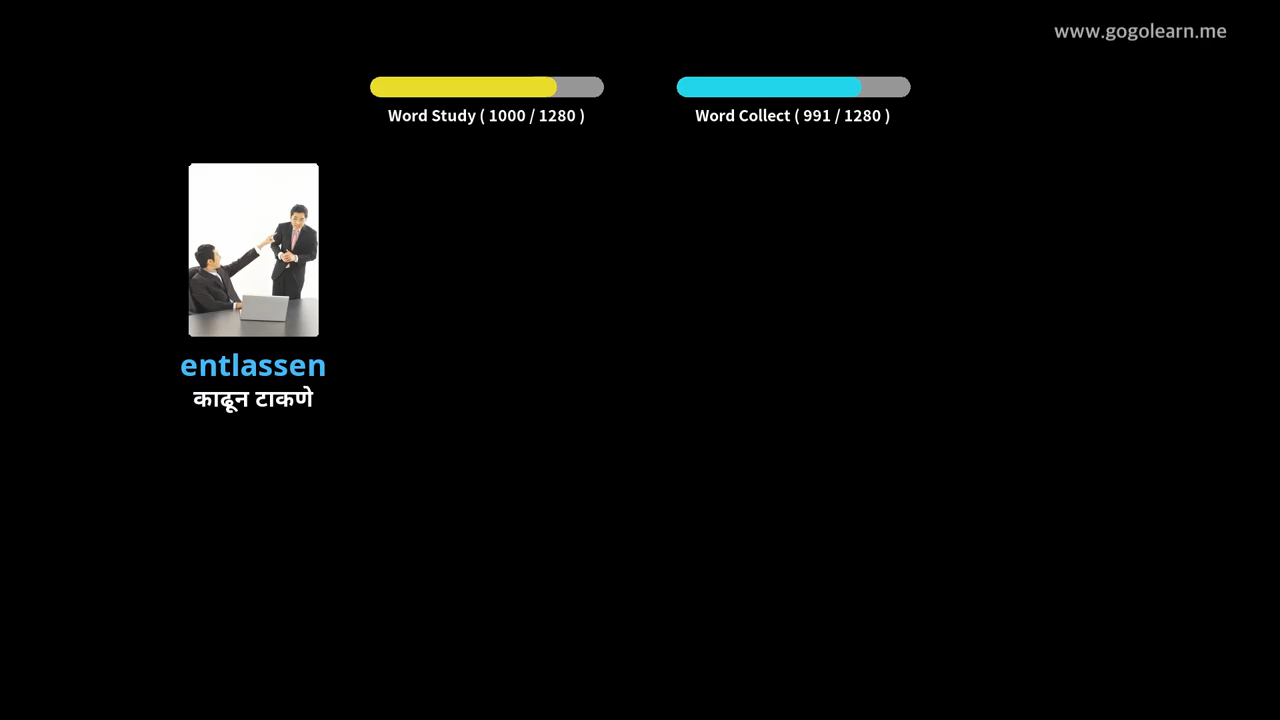 www.gogolearn.me
Word Study ( 1000 / 1280 )
Word Collect ( 991 / 1280 )
entlassen
काढून टाकणे